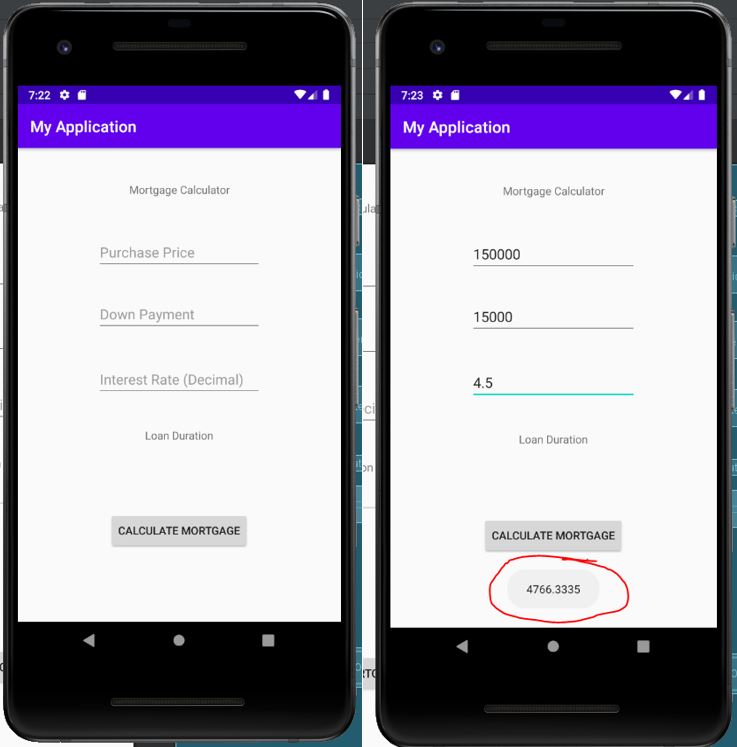 7:22
My Application
Mortgage Calculator
Purchase Price
Down Payment
Interest Rate (Decimal)
Loan Duration
CALCULATE MORTGAGE
7:23
My Application
Mortgage Calculator
150000
15000
4.5
Loan Duration
CALCULATE MORTGAGE
4766.3335